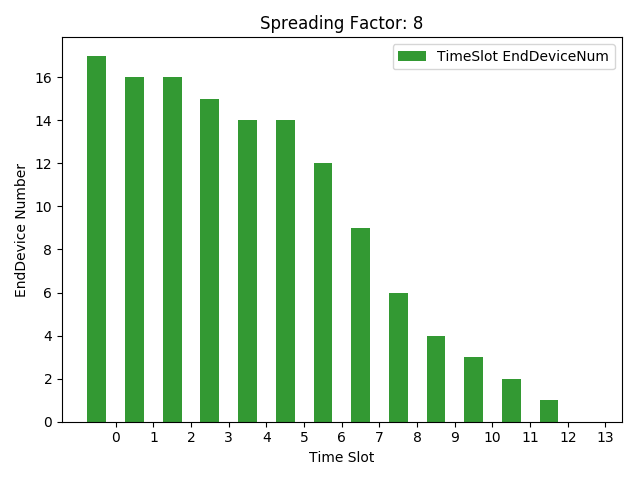 Spreading Factor: 8
TimeSlot EndDeviceNum
EndDevice Number
16
14
12
10
8
6
4
2
0
0 1 2 3 4 5 6 7 8 9 10 11 12 13
Time Slot